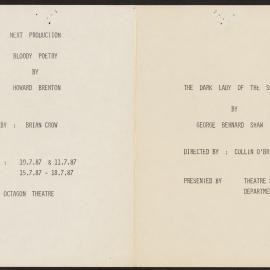 NEXT PRODUCTION
BLOODY POETRY
BY
HOWARD BRENTON
BY : BRIAN CROW
: 10.7.87 & 11.7.87
15.7.87 - 18.7.87
OCTAGON THEATRE
THE DARK LADY OF THE
BY
GEORGE BERNARD SHAW
DIRECTED BY : COLLIN O'BR
PRESENTED BY THEATRE
DEPARTME